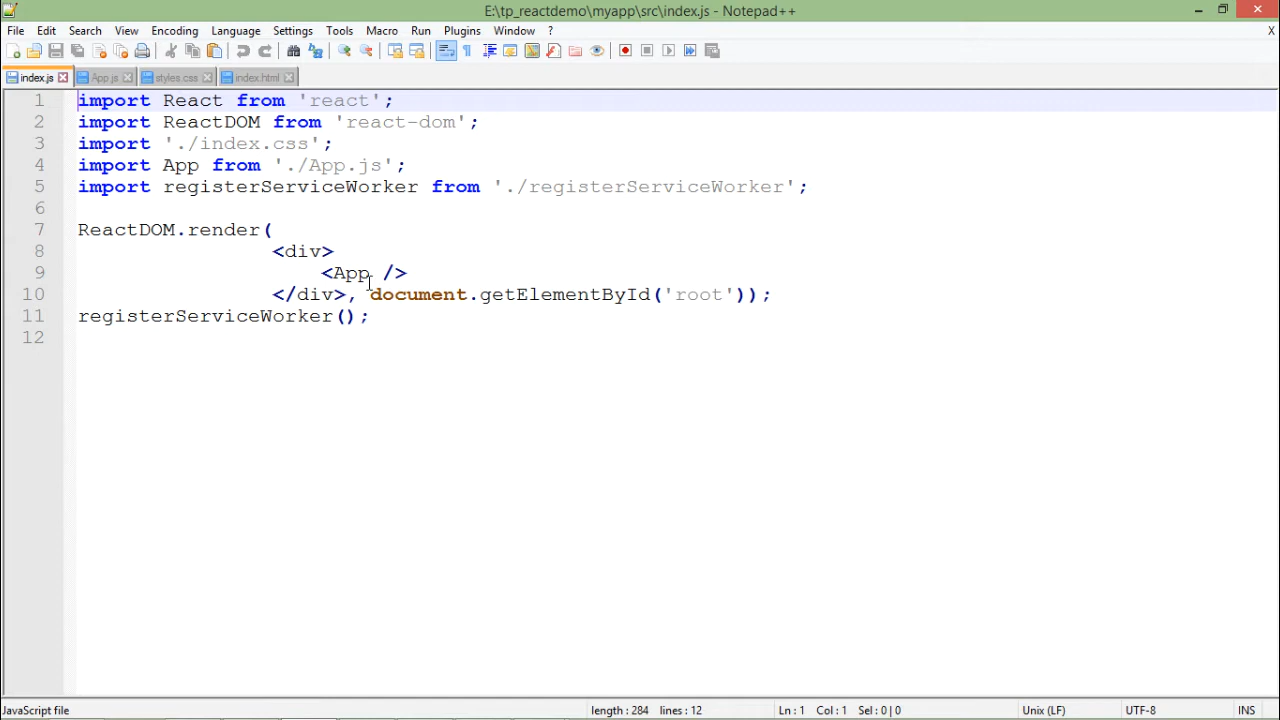 E:\tp_reactdemo\myapp\src\index.js - Notepad++
File Edit Search View Encoding Language Settings Tools Macro Run Plugins Window ? X
index.js App.js styles.css index.html
1 import React from 'react';
2 import ReactDOM from 'react-dom';
3 import './index.css';
4 import App from './App.js';
5 import registerServiceWorker from './registerServiceWorker';
6
7 ReactDOM.render(
8 <div>
9 <App />
10 </div>, document.getElementById('root'));
11 registerServiceWorker();
12
JavaScript file length : 284 lines : 12 Ln : 1 Col : 1 Sel : 0 | 0 Unix (LF) UTF-8 INS